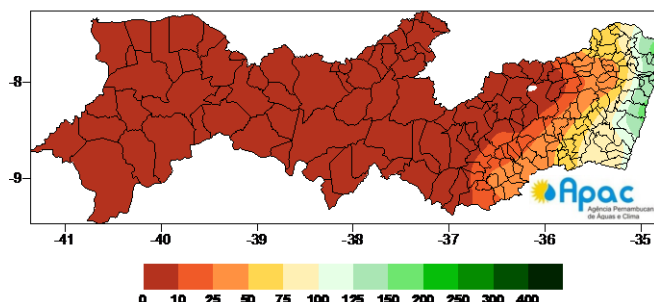 -8
-9
Apac
Agência Pernambucana
de Águas e Clima
-41 -40 -39 -38 -37 -36 -35
0 10 25 50 75 100 125 150 200 250 300 400